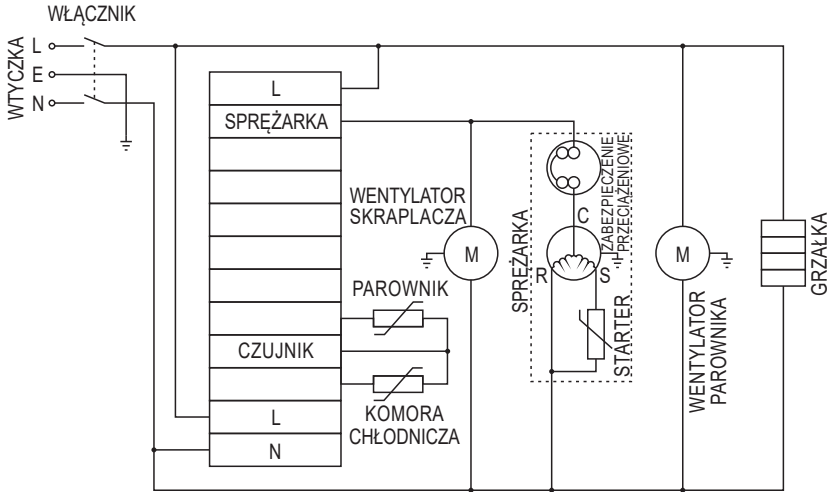 WŁĄCZNIK
WTYCZKA
L
E
N
L
SPRĘŻARKA
WENTYLATOR
SKRAPLACZA
M
ZABEZPIECZENIE
PRZECIĄŻENIOWE
C
R
S
SPRĘŻARKA
STARTER
M
WENTYLATOR
PAROWNIKA
GRZAŁKA
PAROWNIK
CZUJNIK
KOMORA
CHŁODNICZA
L
N